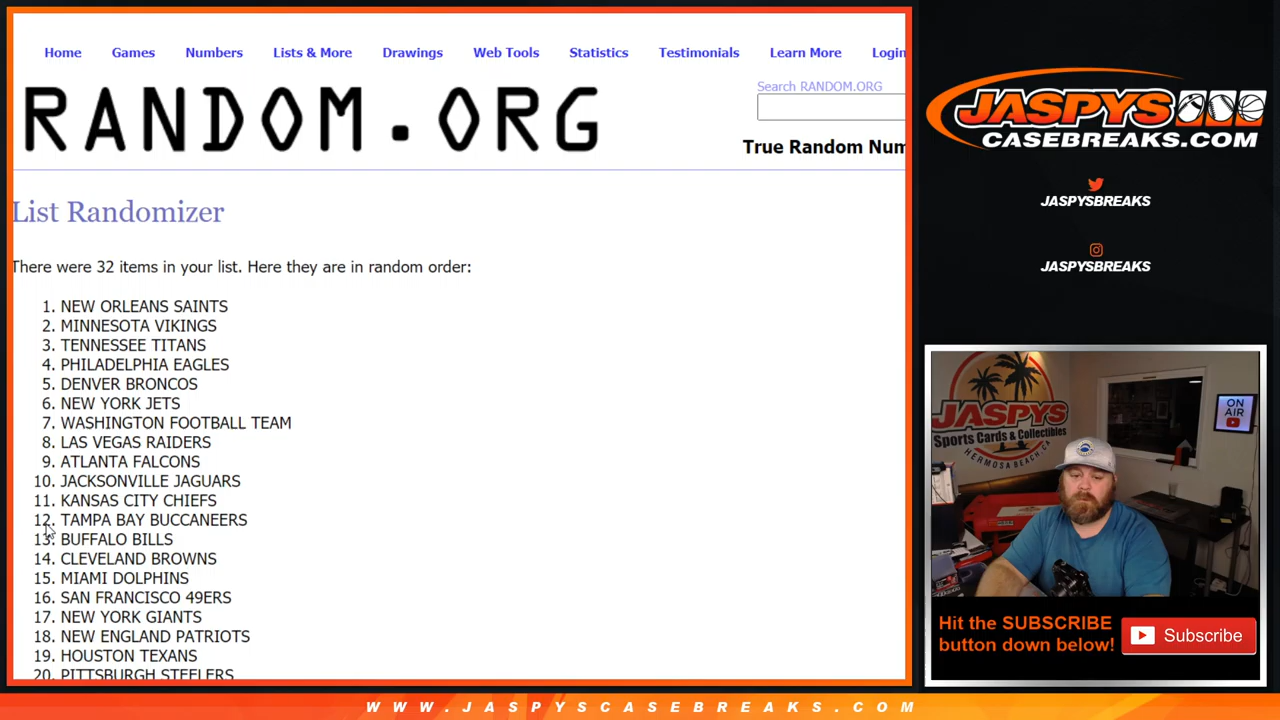 Home Games Numbers Lists & More Drawings Web Tools Statistics Testimonials Learn More Login
RANDOM.ORG
Search RANDOM.ORG
True Random Num
List Randomizer
There were 32 items in your list. Here they are in random order:
1. NEW ORLEANS SAINTS
2. MINNESOTA VIKINGS
3. TENNESSEE TITANS
4. PHILADELPHIA EAGLES
5. DENVER BRONCOS
6. NEW YORK JETS
7. WASHINGTON FOOTBALL TEAM
8. LAS VEGAS RAIDERS
9. ATLANTA FALCONS
10. JACKSONVILLE JAGUARS
11. KANSAS CITY CHIEFS
12. TAMPA BAY BUCCANEERS
13. BUFFALO BILLS
14. CLEVELAND BROWNS
15. MIAMI DOLPHINS
16. SAN FRANCISCO 49ERS
17. NEW YORK GIANTS
18. NEW ENGLAND PATRIOTS
19. HOUSTON TEXANS
20. PITTSBURGH STEELERS
JASPYS
CASEBREAKS.COM
JASPYSBREAKS
JASPYSBREAKS
JASPYS
Sports Cards & Collectibles
HERMOSA BEACH, CA
ON
AIR
Hit the SUBSCRIBE
button down below!
Subscribe
WWW.JASPYSCASEBREAKS.COM